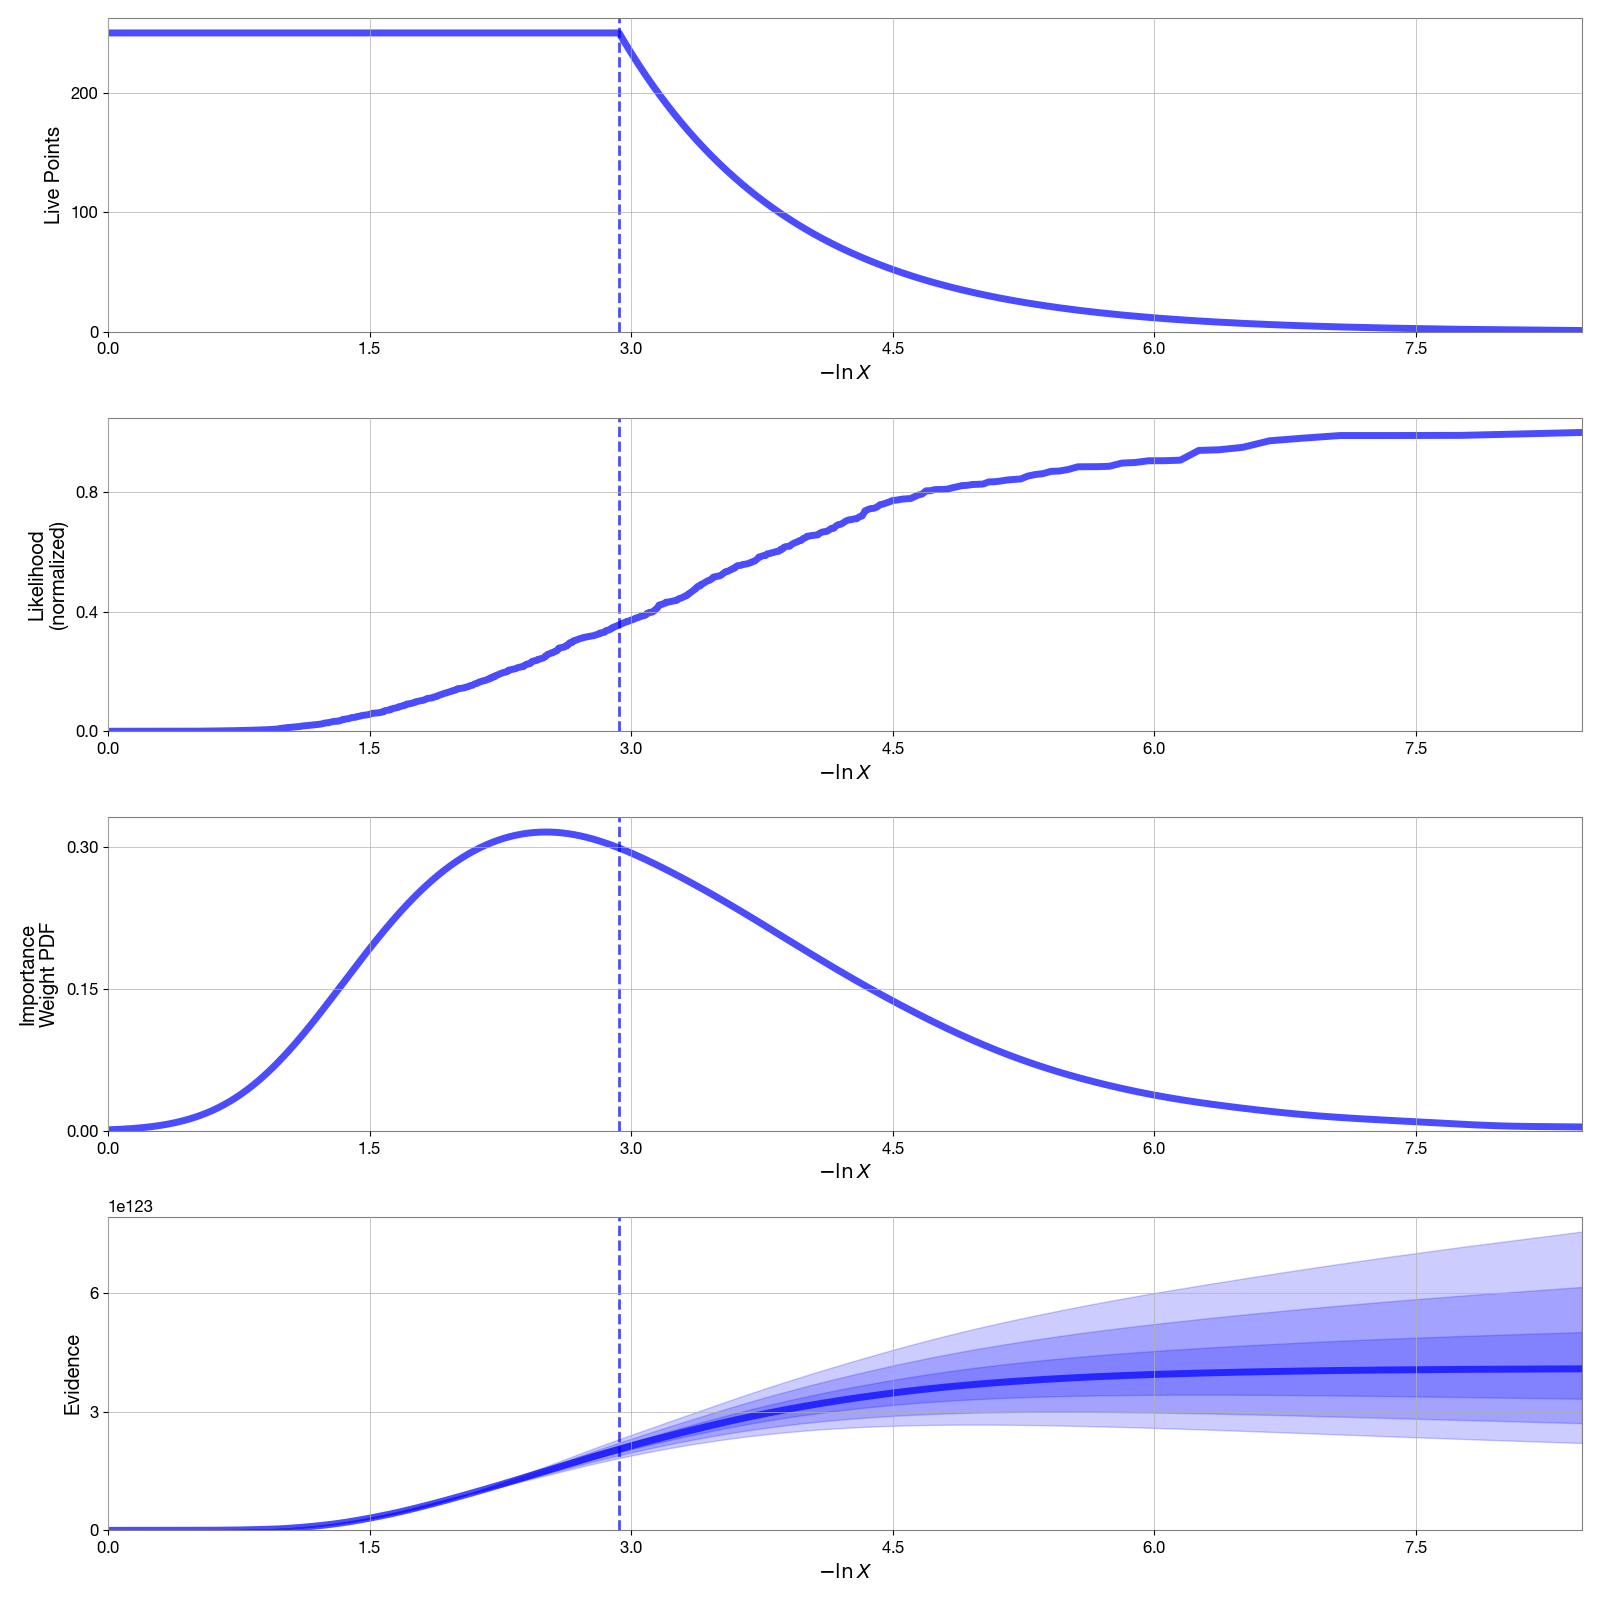 200
100
0
Live Points
0.0 1.5 3.0 4.5 6.0 7.5
−ln X
0.8
0.4
0.0
Likelihood
(normalized)
0.0 1.5 3.0 4.5 6.0 7.5
−ln X
0.30
0.15
0.00
Importance
Weight PDF
0.0 1.5 3.0 4.5 6.0 7.5
−ln X
1e123
6
3
0
Evidence
0.0 1.5 3.0 4.5 6.0 7.5
−ln X